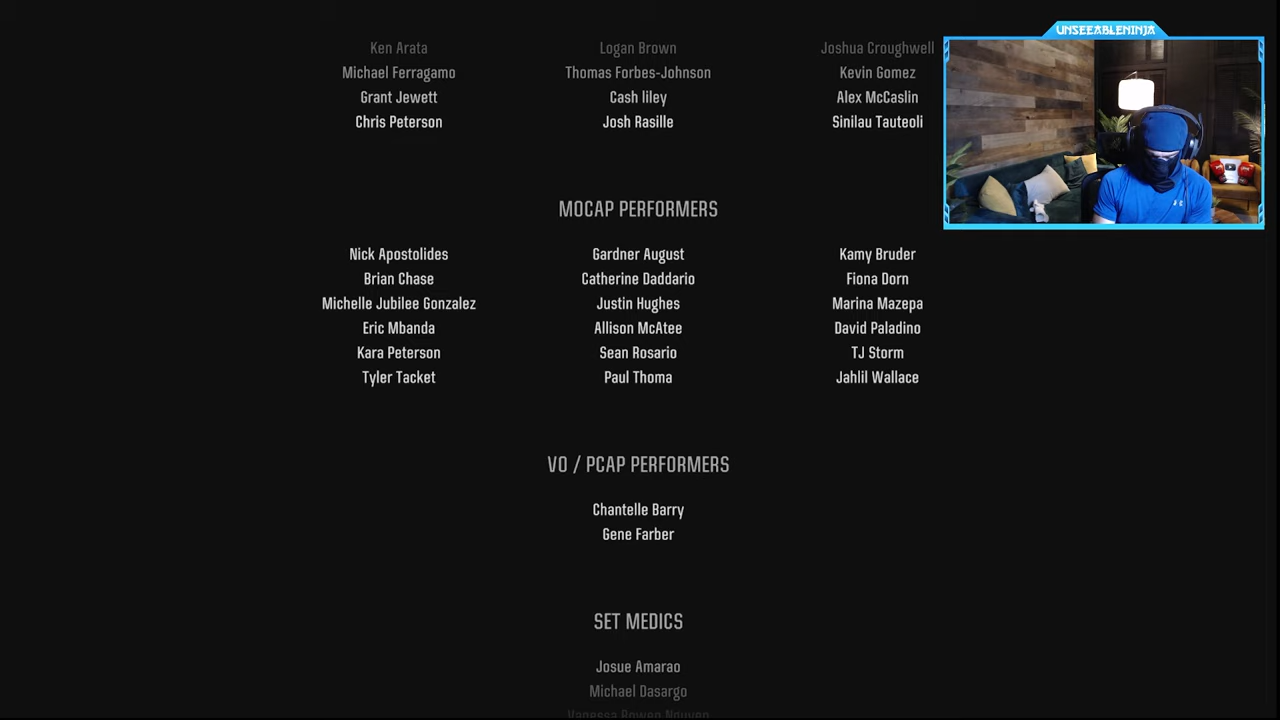 UNSEEABLENINJA
Ken Arata Logan Brown Joshua Croughwell
Michael Ferragamo Thomas Forbes-Johnson Kevin Gomez
Grant Jewett Cash liley Alex McCaslin
Chris Peterson Josh Rasille Sinilau Tauteoli
MOCAP PERFORMERS
Nick Apostolides Gardner August Kamy Bruder
Brian Chase Catherine Daddario Fiona Dorn
Michelle Jubilee Gonzalez Justin Hughes Marina Mazepa
Eric Mbanda Allison McAtee David Paladino
Kara Peterson Sean Rosario TJ Storm
Tyler Tacket Paul Thoma Jahlil Wallace
VO / PCAP PERFORMERS
Chantelle Barry
Gene Farber
SET MEDICS
Josue Amarao
Michael Dasargo
Vanessa Bowen Nguyen